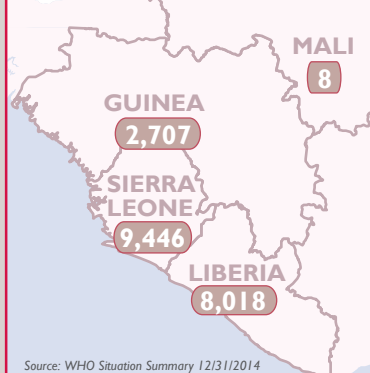 MALI
8
GUINEA
2,707
SIERRA
LEONE
9,446
LIBERIA
8,018
Source: WHO Situation Summary 12/31/2014